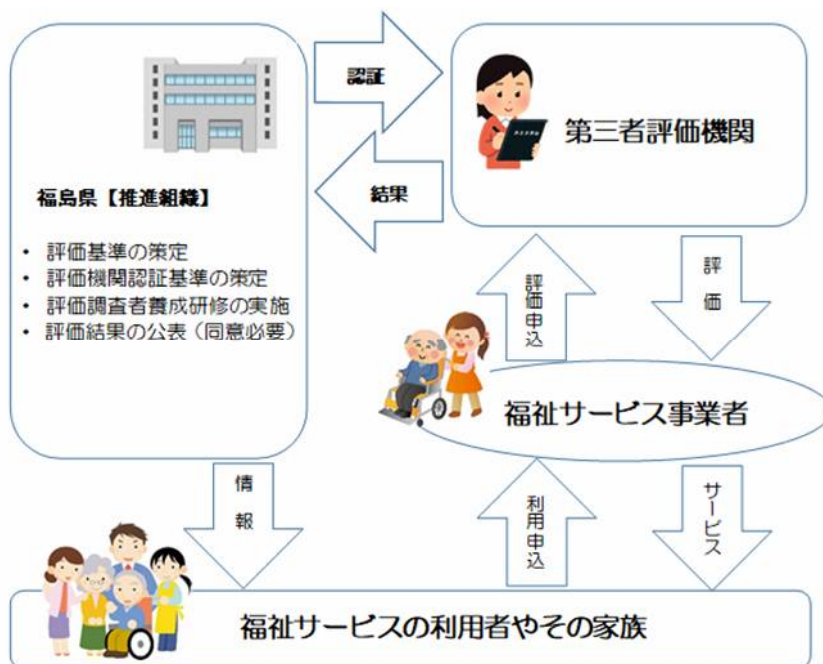 認証
第三者評価機関
結果
福島県【推進組織】
・ 評価基準の策定
・ 評価機関認証基準の策定
・ 評価調査者養成研修の実施
・ 評価結果の公表（同意必要）
評価申込
評価
福祉サービス事業者
情報
利用申込
サービス
福祉サービスの利用者やその家族